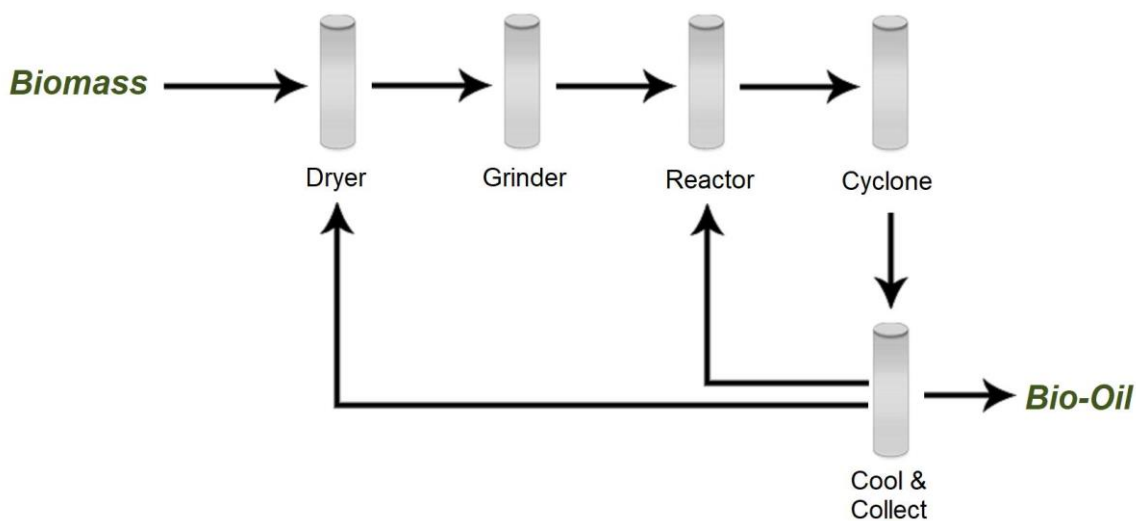 Biomass
Dryer
Grinder
Reactor
Cyclone
Bio-Oil
Cool &
Collect